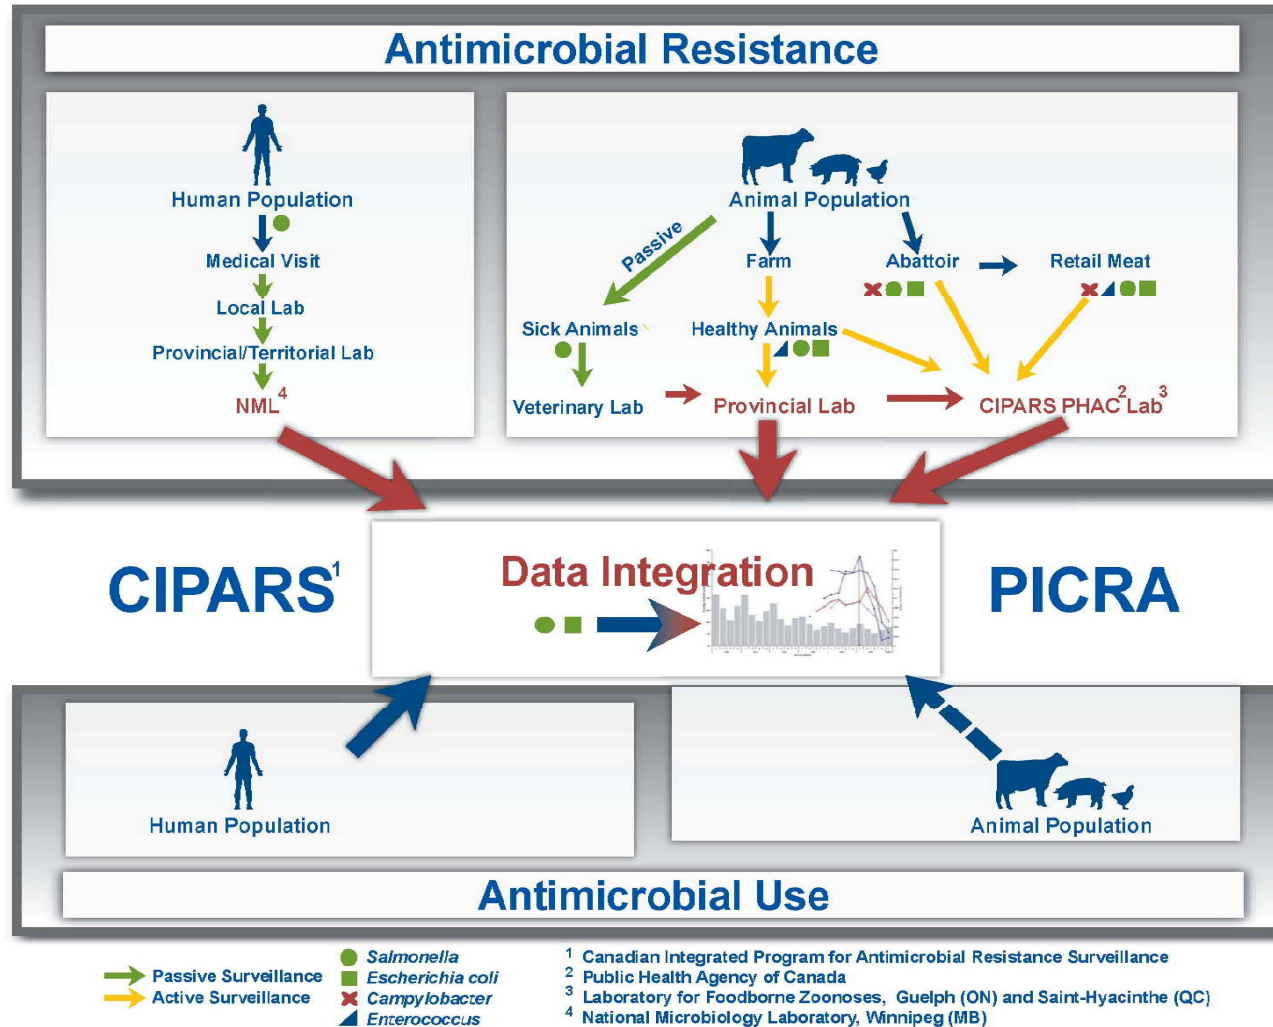 Antimicrobial Resistance
Human Population
Medical Visit
Local Lab
Provincial/Territorial Lab
NML4
Animal Population
Passive
Farm
Abattoir
Retail Meat
Sick Animals
Healthy Animals
Veterinary Lab
Provincial Lab
CIPARS PHAC2 Lab3
CIPARS1
Data Integration
PICRA
Human Population
Animal Population
Antimicrobial Use
Passive Surveillance
Active Surveillance
Salmonella
Escherichia coli
Campylobacter
Enterococcus
1 Canadian Integrated Program for Antimicrobial Resistance Surveillance
2 Public Health Agency of Canada
3 Laboratory for Foodborne Zoonoses, Guelph (ON) and Saint-Hyacinthe (QC)
4 National Microbiology Laboratory, Winnipeg (MB)